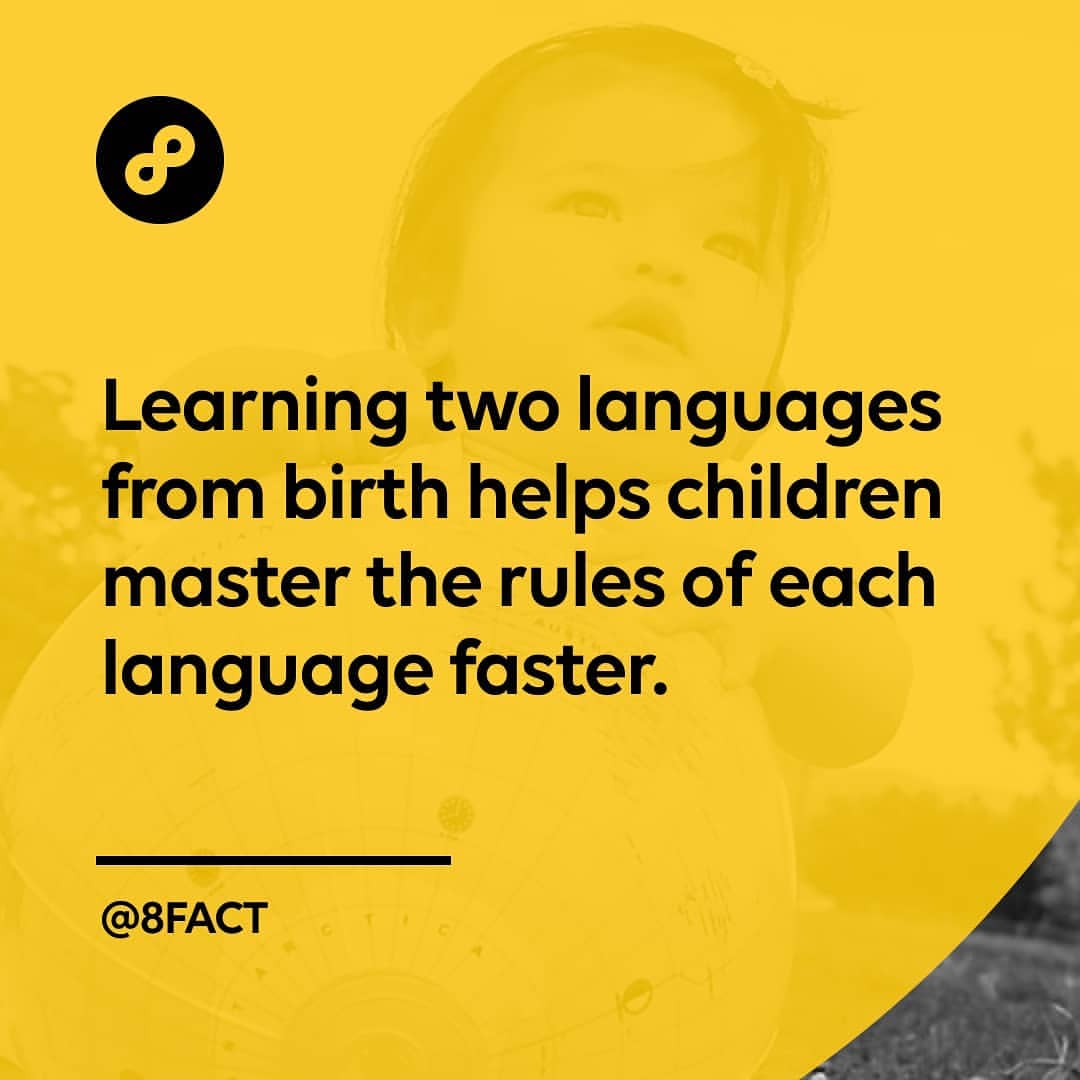 Learning two languages
from birth helps children
master the rules of each
language faster.
@8FACT